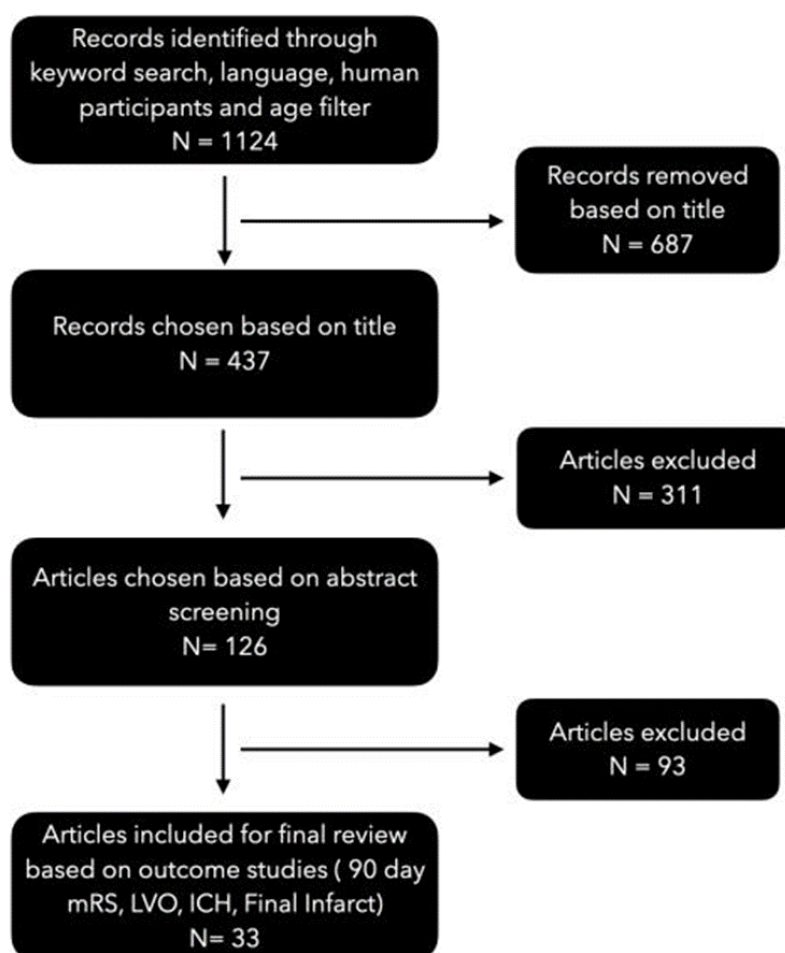 Records identified through
keyword search, language, human
participants and age filter
N = 1124
Records removed
based on title
N = 687
Records chosen based on title
N = 437
Articles excluded
N = 311
Articles chosen based on abstract
screening
N= 126
Articles excluded
N = 93
Articles included for final review
based on outcome studies ( 90 day
mRS, LVO, ICH, Final Infarct)
N= 33